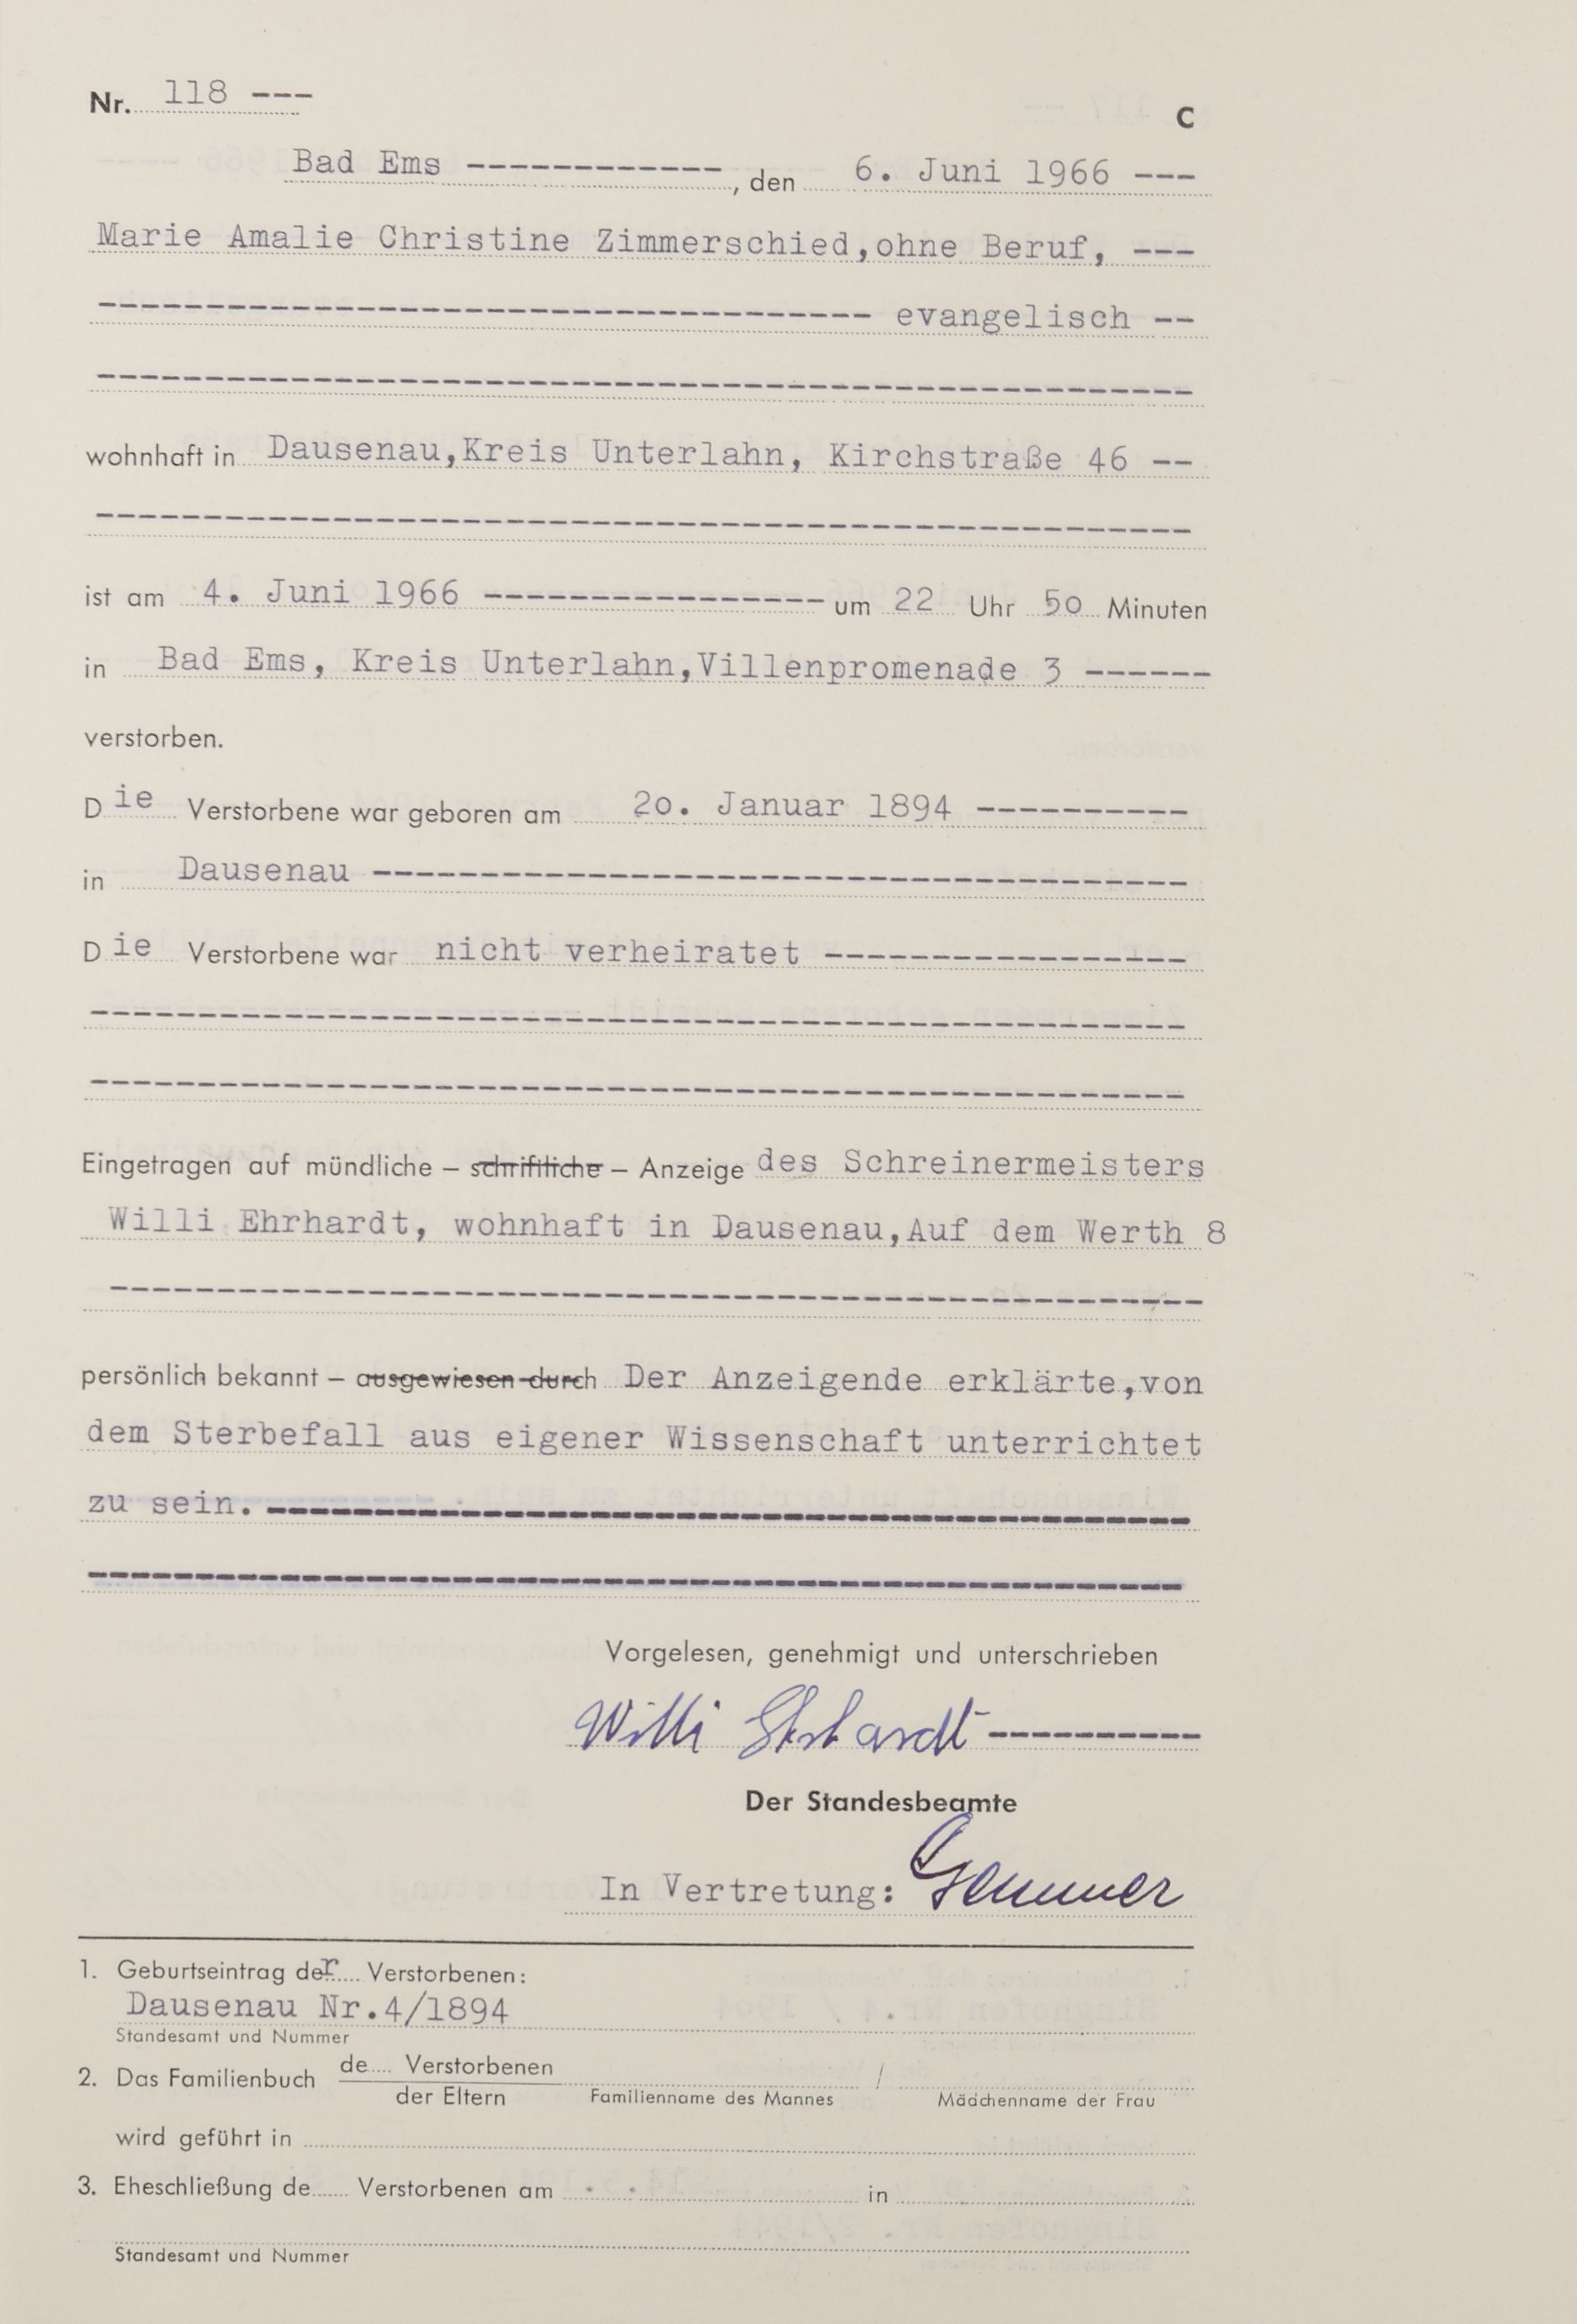 Nr. 118 ---
C
Bad Ems ------------, den 6. Juni 1966 ---
Marie Amalie Christine Zimmerschied,ohne Beruf, ---
------------------------------------ evangelisch --
---------------------------------------------------
wohnhaft in Dausenau,Kreis Unterlahn, Kirchstraße 46 --
---------------------------------------------------
ist am 4. Juni 1966 ---------------- um 22 Uhr 50 Minuten
in Bad Ems, Kreis Unterlahn,Villenpromenade 3 ------
verstorben.
Die Verstorbene war geboren am 20. Januar 1894 ----------
in Dausenau --------------------------------------
Die Verstorbene war nicht verheiratet -----------------
---------------------------------------------------
---------------------------------------------------
Eingetragen auf mündliche – schriftliche – Anzeige des Schreinermeisters
Willi Ehrhardt, wohnhaft in Dausenau,Auf dem Werth 8
---------------------------------------------------
persönlich bekannt – ausgewiesen durch Der Anzeigende erklärte,von
dem Sterbefall aus eigener Wissenschaft unterrichtet
zu sein. -------------------------------------------
---------------------------------------------------
Vorgelesen, genehmigt und unterschrieben
Willi Ehrhardt ----------
Der Standesbeamte
In Vertretung: Gemmer
1. Geburtseintrag der Verstorbenen:
Dausenau Nr.4/1894
Standesamt und Nummer
2. Das Familienbuch de.... Verstorbenen /
der Eltern Familienname des Mannes Mädchenname der Frau
wird geführt in
3. Eheschließung de...... Verstorbenen am in
Standesamt und Nummer